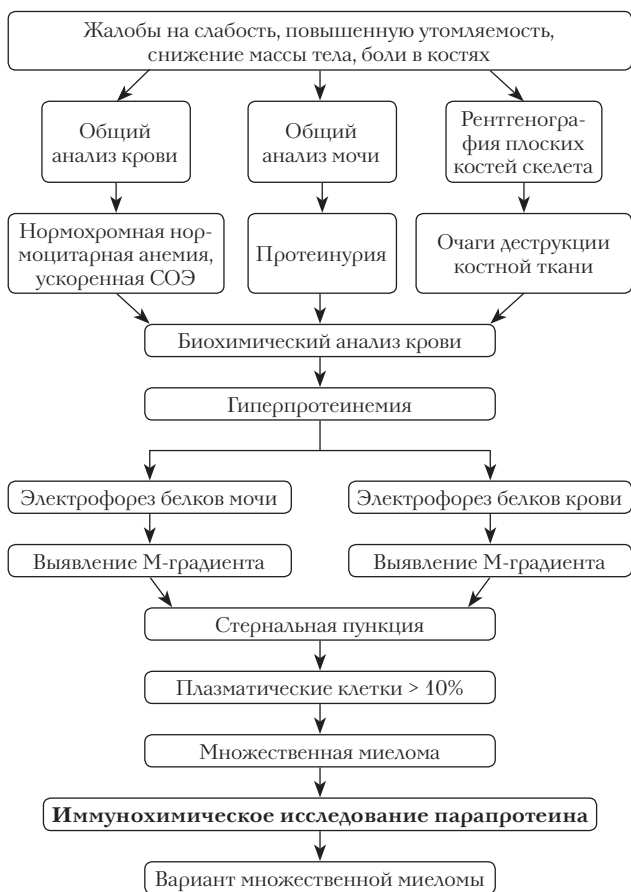 Жалобы на слабость, повышенную утомляемость,
снижение массы тела, боли в костях
Общий
анализ крови
Общий
анализ мочи
Рентгеногра-
фия плоских
костей скелета
Нормохромная нор-
моцитарная анемия,
ускоренная СОЭ
Протеинурия
Очаги деструкции
костной ткани
Биохимический анализ крови
Гиперпротеинемия
Электрофорез белков мочи
Электрофорез белков крови
Выявление М-градиента
Выявление М-градиента
Стернальная пункция
Плазматические клетки > 10%
Множественная миелома
Иммунохимическое исследование парапротеина
Вариант множественной миеломы